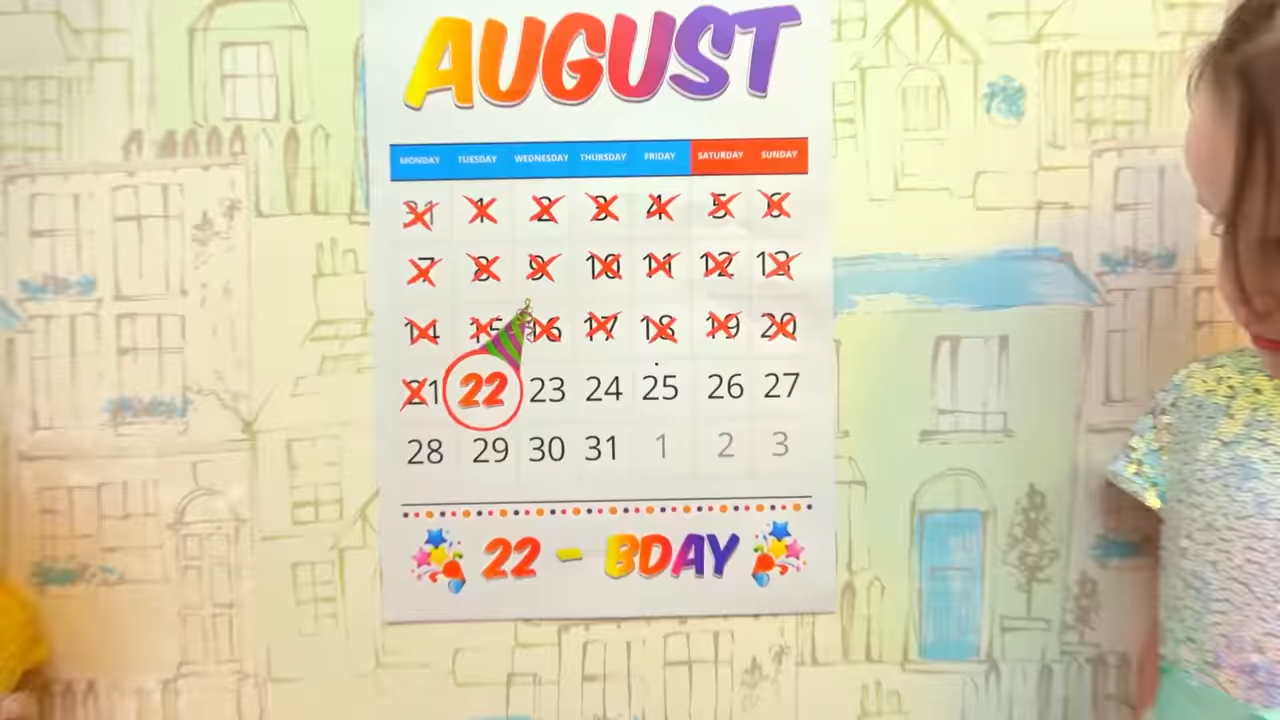 AUGUST
MONDAY TUESDAY WEDNESDAY THURSDAY FRIDAY SATURDAY SUNDAY
31 1 2 3 4 5 6
7 8 9 10 11 12 13
14 15 16 17 18 19 20
21 22 23 24 25 26 27
28 29 30 31 1 2 3
22 - BDAY